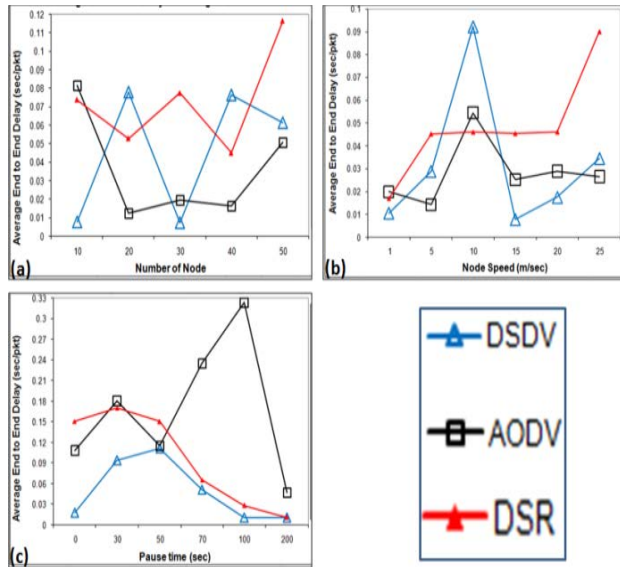 Average End to End Delay (sec/pkt)
0.12
0.11
0.1
0.09
0.08
0.07
0.06
0.05
0.04
0.03
0.02
0.01
0
10 20 30 40 50
Number of Node
(a)
Average End to End Delay (sec/pkt)
0.1
0.09
0.08
0.07
0.06
0.05
0.04
0.03
0.02
0.01
0
1 5 10 15 20 25
Node Speed (m/sec)
(b)
Average End to End Delay (sec/pkt)
0.33
0.3
0.27
0.24
0.21
0.18
0.15
0.12
0.09
0.06
0.03
0
0 30 50 70 100 200
Pause time (sec)
(c)
DSDV
AODV
DSR